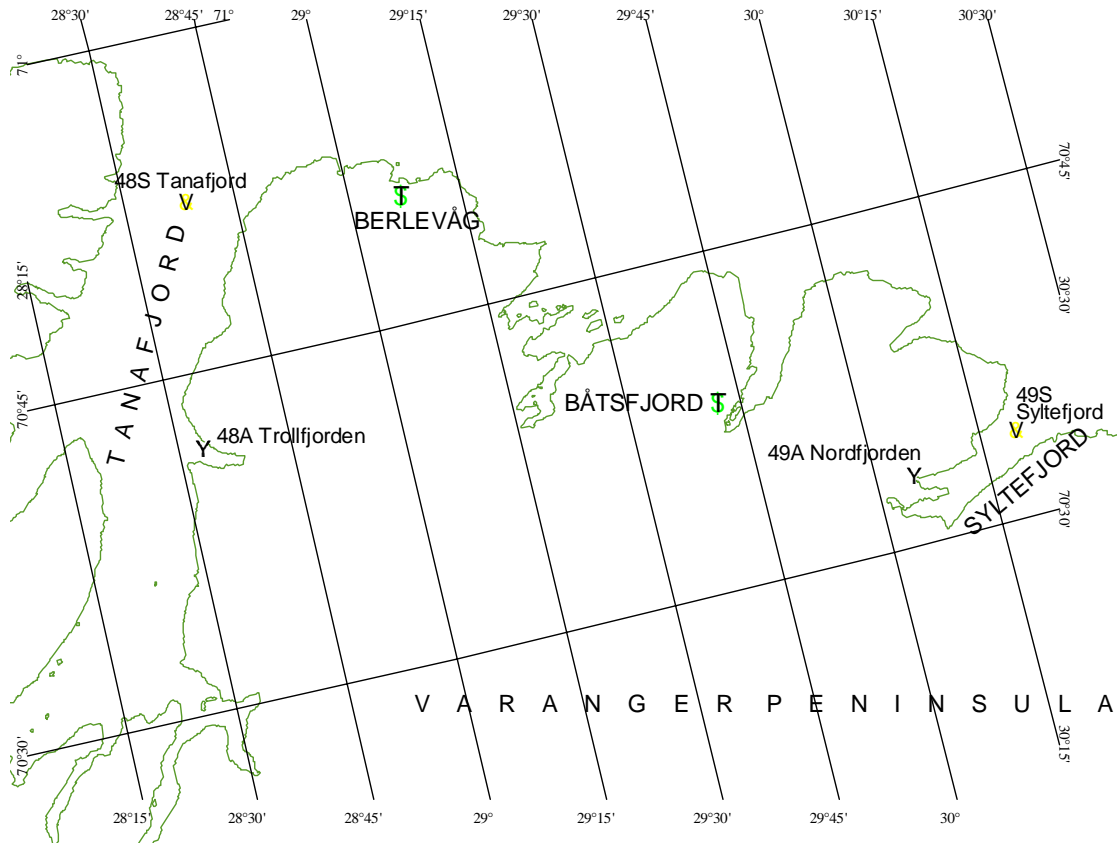 28°30'
28°45'
71°
29°
29°15'
29°30'
29°45'
30°
30°15'
30°30'
71°
70°45'
48S Tanafjord
V
T
S
BERLEVÅG
TANAFJORD
28°15'
30°30'
70°45'
BÅTSFJORD
T
S
49S
Syltefjord
V
48A Trollfjorden
Y
49A Nordfjorden
Y
SYLTEFJORD
70°30'
70°30'
VARANGERPENINSULA
30°15'
28°15'
28°30'
28°45'
29°
29°15'
29°30'
29°45'
30°